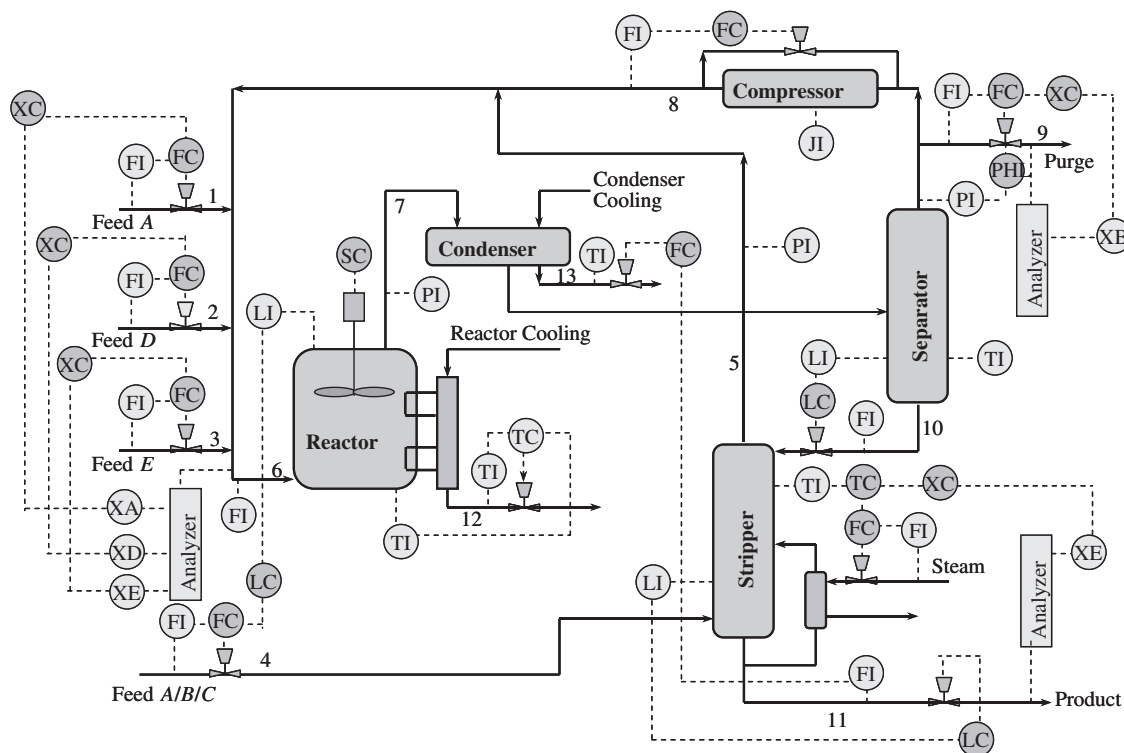 FI
FC
XC
Compressor
8
FI
FC
XC
9
Purge
JI
PHL
PI
XB
Analyzer
FI
FC
1
Feed A
XC
7
Condenser
Cooling
Condenser
SC
TI
FC
13
PI
PI
FI
FC
2
Feed D
LI
Reactor Cooling
Separator
LI
TI
XC
5
LC
FI
FC
3
Feed E
Reactor
TC
FI
10
6
TI
TI
TC
XC
XA
FI
12
FC
FI
XD
Analyzer
TI
Stripper
XE
XE
LC
LI
Steam
Analyzer
FI
FC
4
Feed A/B/C
FI
Product
11
LC